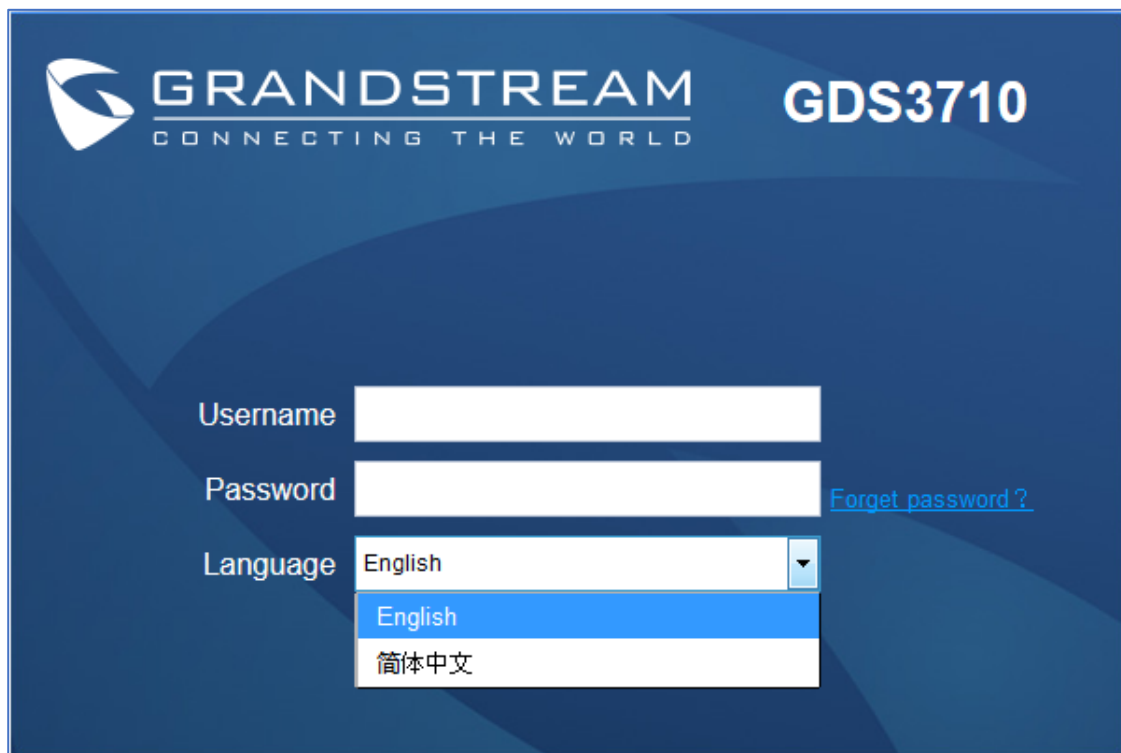 GRANDSTREAM
CONNECTING THE WORLD
GDS3710
Username
Password
Forget password?
Language
English
English
简体中文